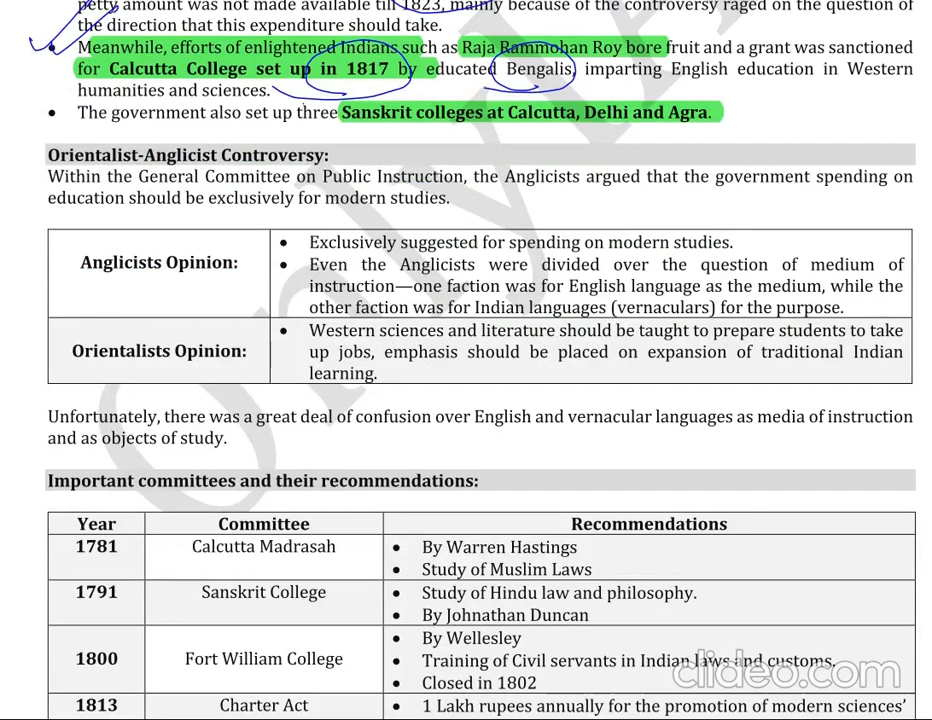 petty amount was not made available till 1823, mainly because of the controversy raged on the question of
the direction that this expenditure should take.
• Meanwhile, efforts of enlightened Indians such as Raja Rammohan Roy bore fruit and a grant was sanctioned
for Calcutta College set up in 1817 by educated Bengalis, imparting English education in Western
humanities and sciences.
• The government also set up three Sanskrit colleges at Calcutta, Delhi and Agra.
Orientalist-Anglicist Controversy:
Within the General Committee on Public Instruction, the Anglicists argued that the government spending on
education should be exclusively for modern studies.
Anglicists Opinion:
• Exclusively suggested for spending on modern studies.
• Even the Anglicists were divided over the question of medium of
instruction—one faction was for English language as the medium, while the
other faction was for Indian languages (vernaculars) for the purpose.
Orientalists Opinion:
• Western sciences and literature should be taught to prepare students to take
up jobs, emphasis should be placed on expansion of traditional Indian
learning.
Unfortunately, there was a great deal of confusion over English and vernacular languages as media of instruction
and as objects of study.
Important committees and their recommendations:
Year Committee Recommendations
1781 Calcutta Madrasah • By Warren Hastings
• Study of Muslim Laws
1791 Sanskrit College • Study of Hindu law and philosophy.
• By Johnathan Duncan
• By Wellesley
1800 Fort William College • Training of Civil servants in Indian laws and customs.
• Closed in 1802
1813 Charter Act • 1 Lakh rupees annually for the promotion of modern sciences’
clideo.com